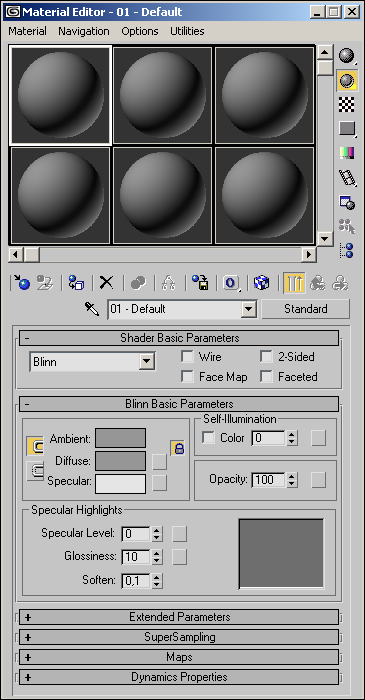 Material Editor - 01 - Default
Material Navigation Options Utilities
01 - Default Standard
- Shader Basic Parameters
Blinn Wire 2-Sided
Face Map Faceted
- Blinn Basic Parameters
Self-Illumination
Ambient: Color 0
Diffuse:
Specular: Opacity: 100
Specular Highlights
Specular Level: 0
Glossiness: 10
Soften: 0,1
+ Extended Parameters
+ SuperSampling
+ Maps
+ Dynamics Properties